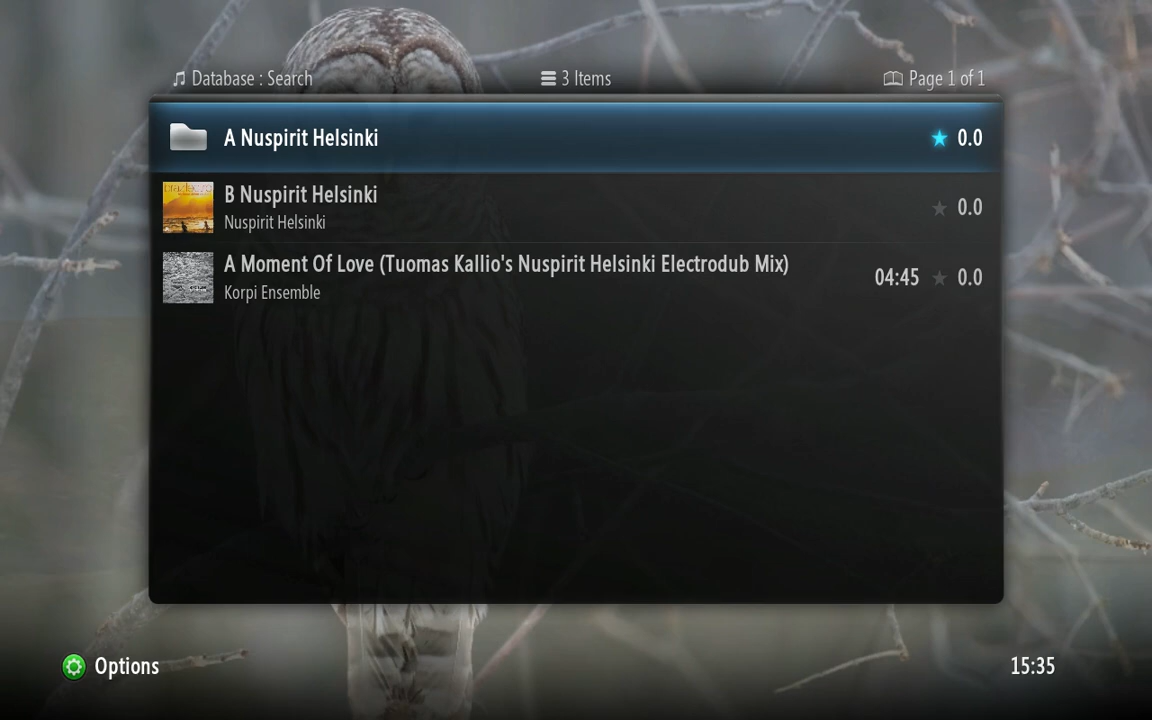 Database : Search
3 Items
Page 1 of 1
A Nuspirit Helsinki
0.0
B Nuspirit Helsinki
Nuspirit Helsinki
0.0
A Moment Of Love (Tuomas Kallio's Nuspirit Helsinki Electrodub Mix)
Korpi Ensemble
04:45
0.0
Options
15:35